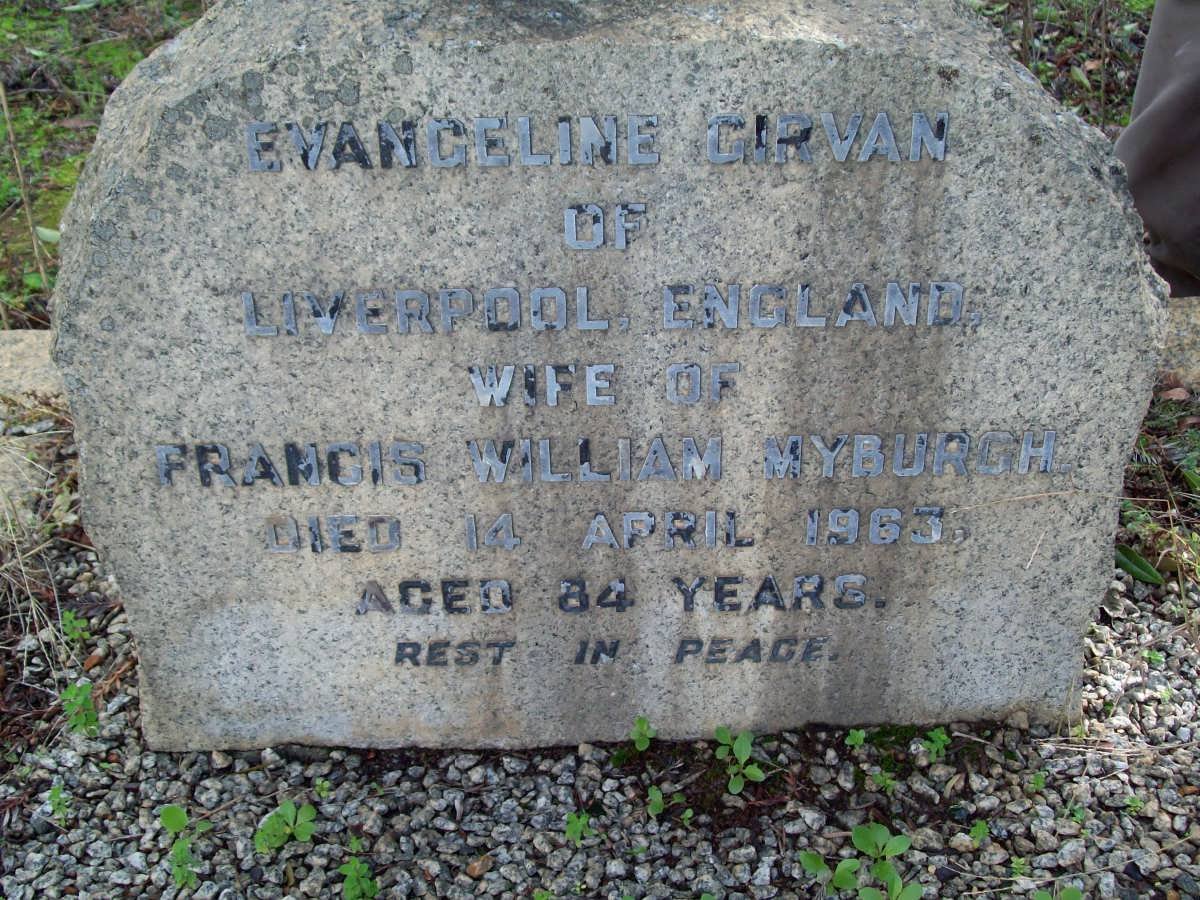 EVANGELINE GIRVAN
OF
LIVERPOOL, ENGLAND,
WIFE OF
FRANCIS WILLIAM MYBURGH.
DIED 14 APRIL 1963,
AGED 84 YEARS.
REST IN PEACE.